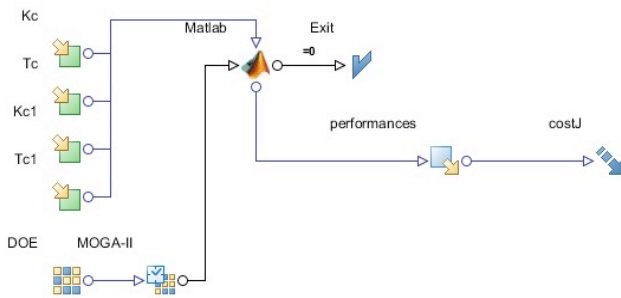 Kc
Matlab
Exit
=0
Tc
Kc1
performances
costJ
Tc1
DOE
MOGA-II